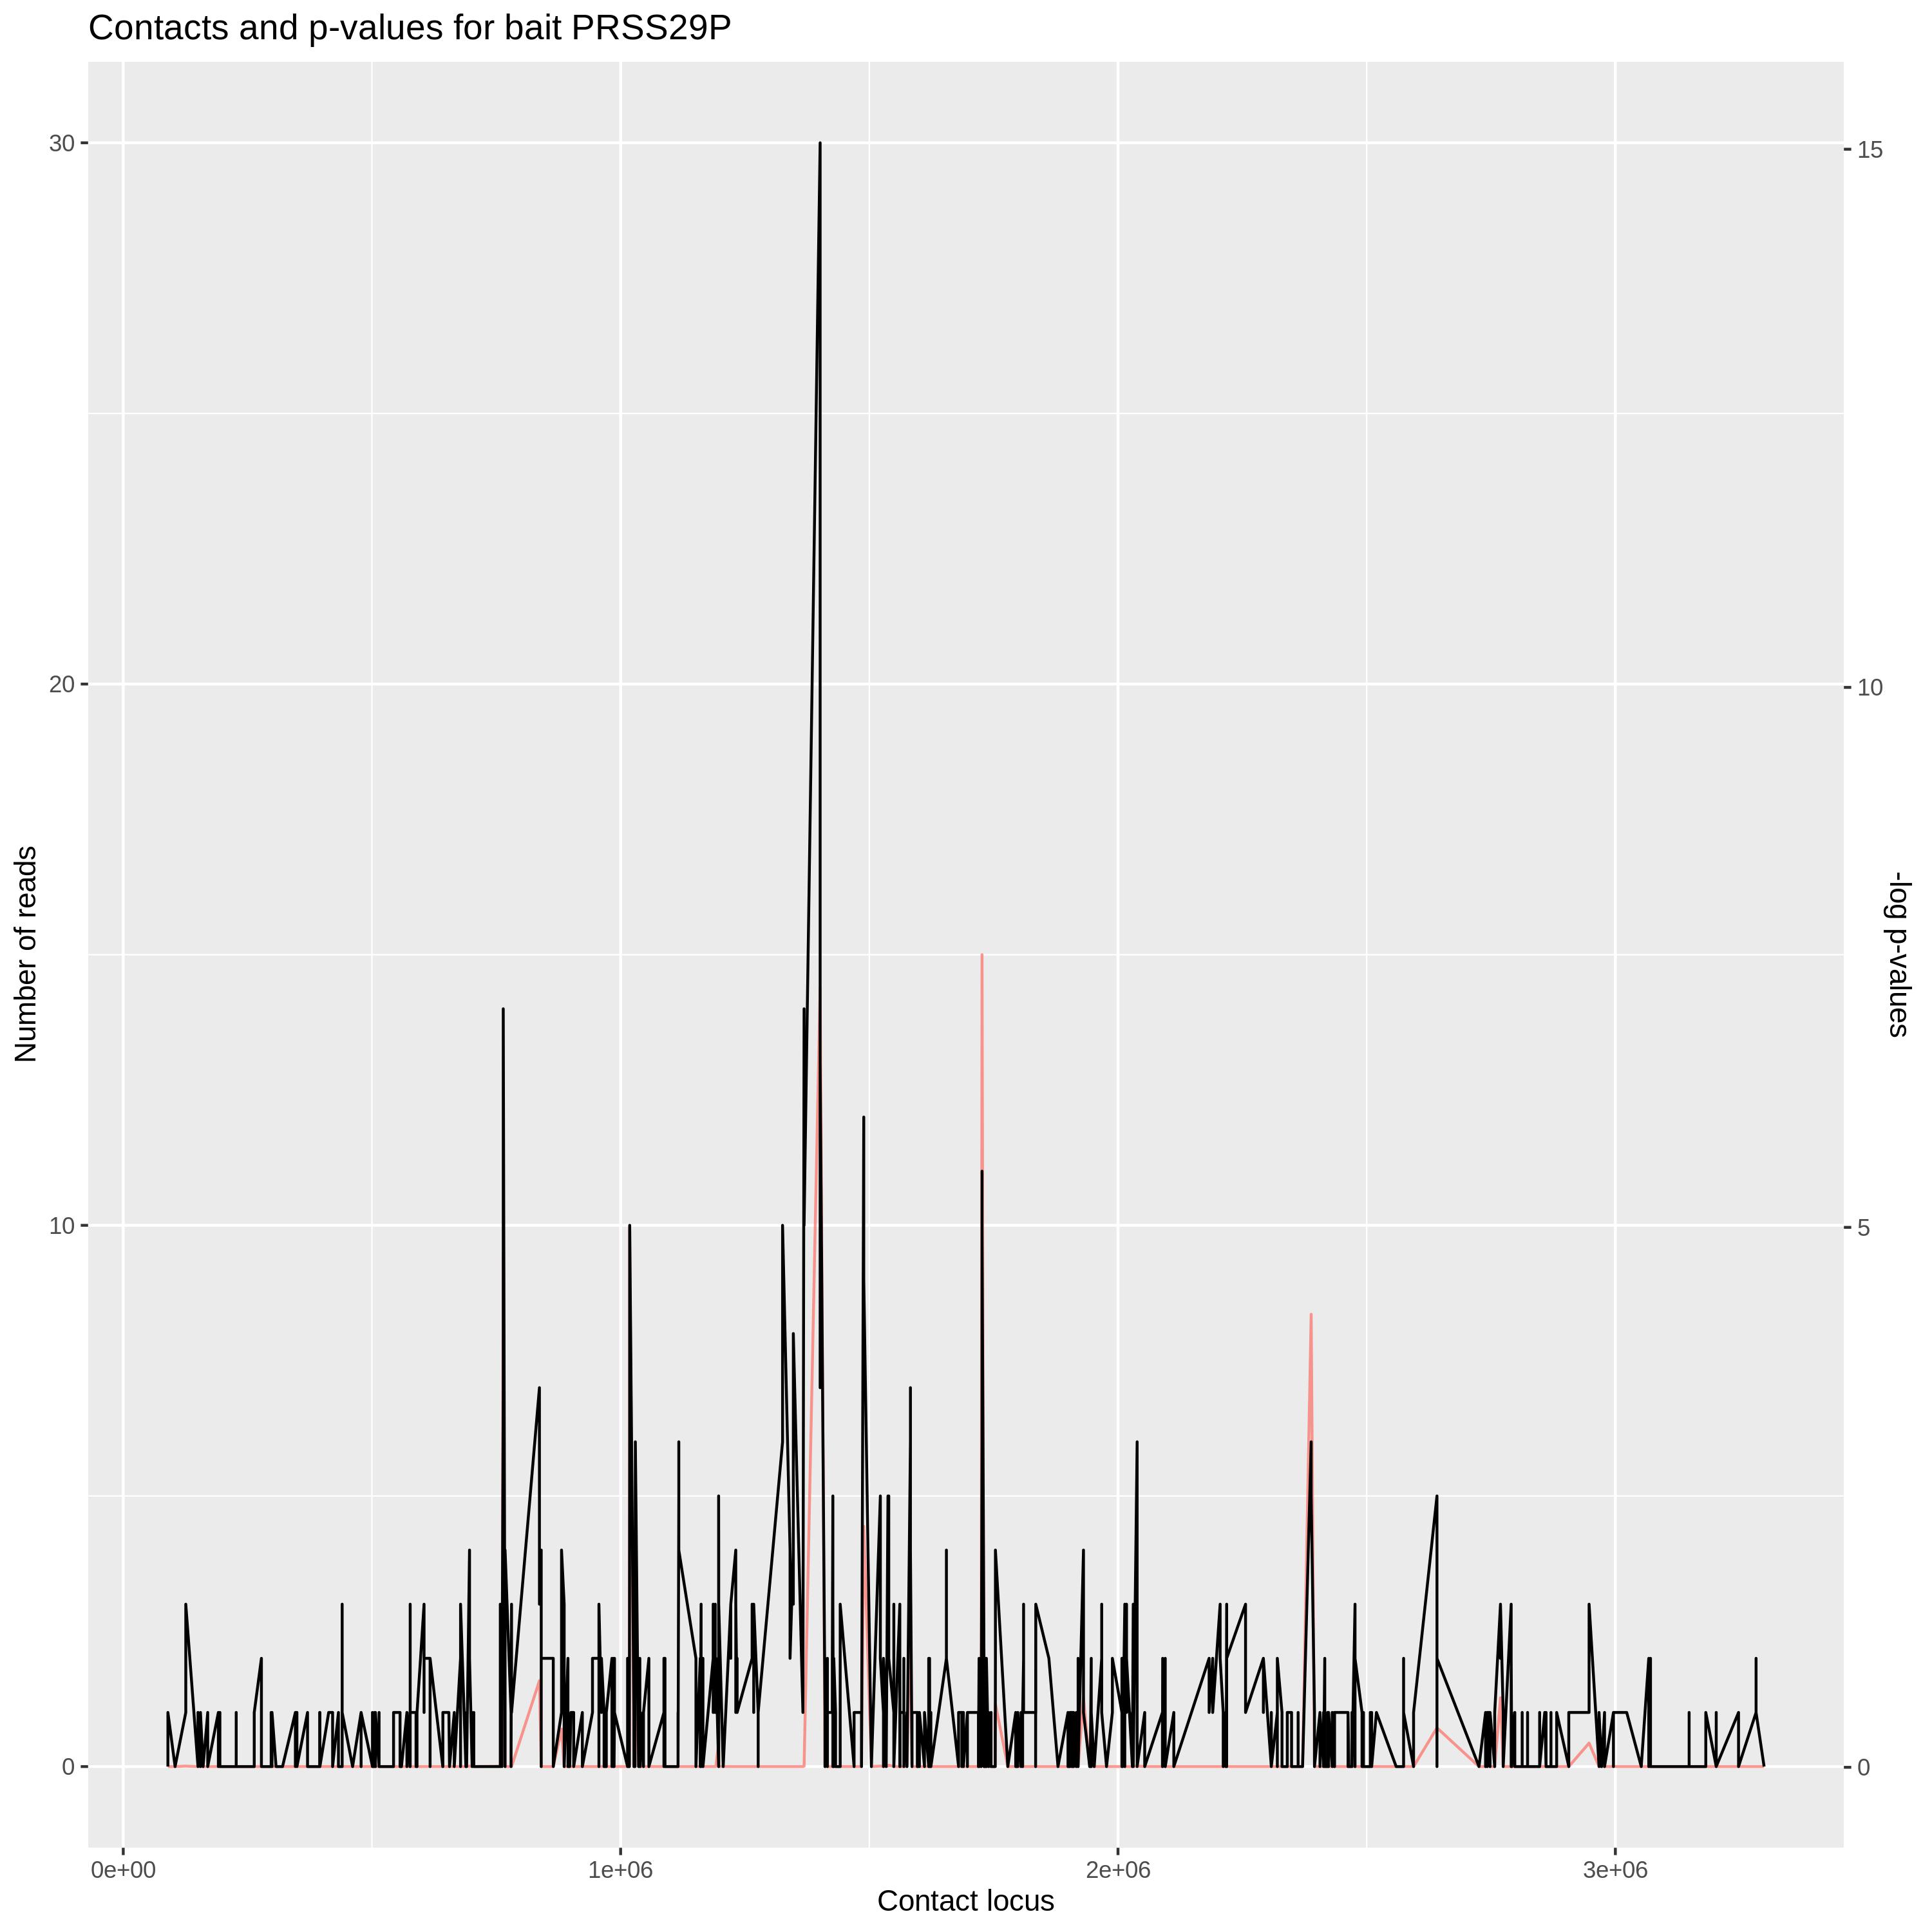 Contacts and p-values for bait PRSS29P
30
20
10
0
Number of reads
15
10
5
0
-log p-values
0e+00
1e+06
2e+06
3e+06
Contact locus